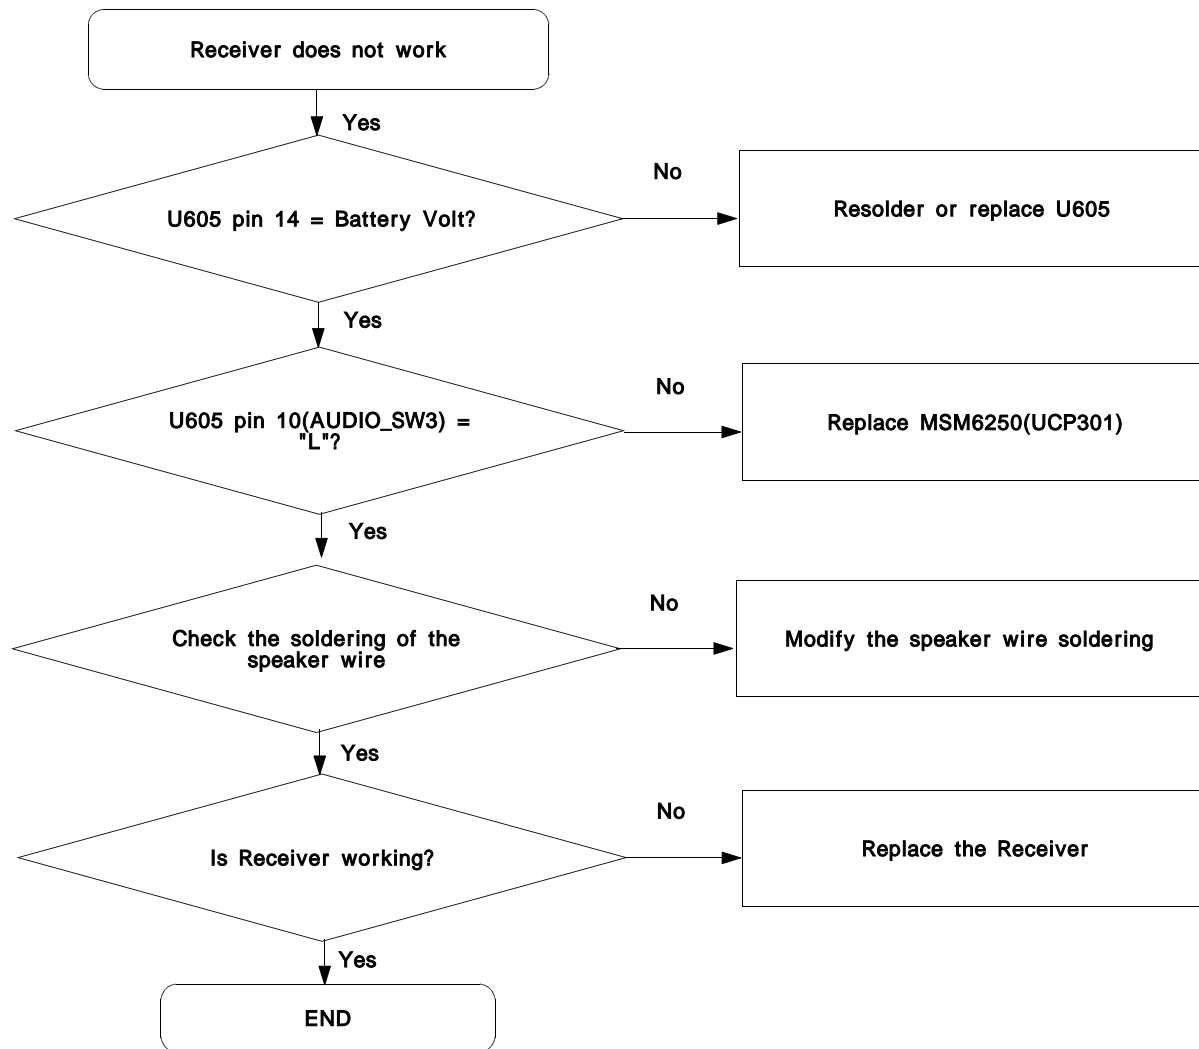 Receiver does not work
Yes
U605 pin 14 = Battery Volt?
No
Resolder or replace U605
Yes
U605 pin 10(AUDIO_SW3) =
"L"?
No
Replace MSM6250(UCP301)
Yes
Check the soldering of the
speaker wire
No
Modify the speaker wire soldering
Yes
Is Receiver working?
No
Replace the Receiver
Yes
END